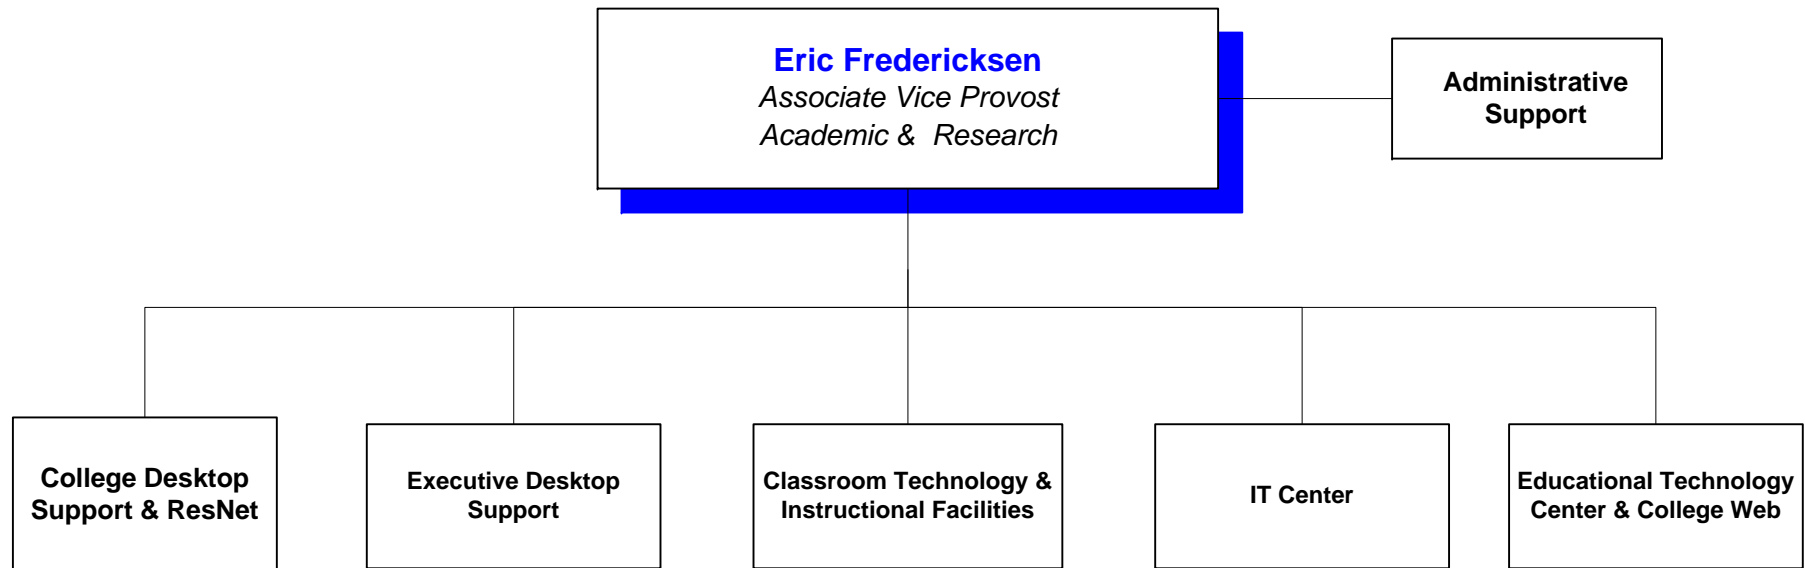 Eric Fredericksen
Associate Vice Provost
Academic & Research
Administrative
Support
College Desktop
Support & ResNet
Executive Desktop
Support
Classroom Technology &
Instructional Facilities
IT Center
Educational Technology
Center & College Web